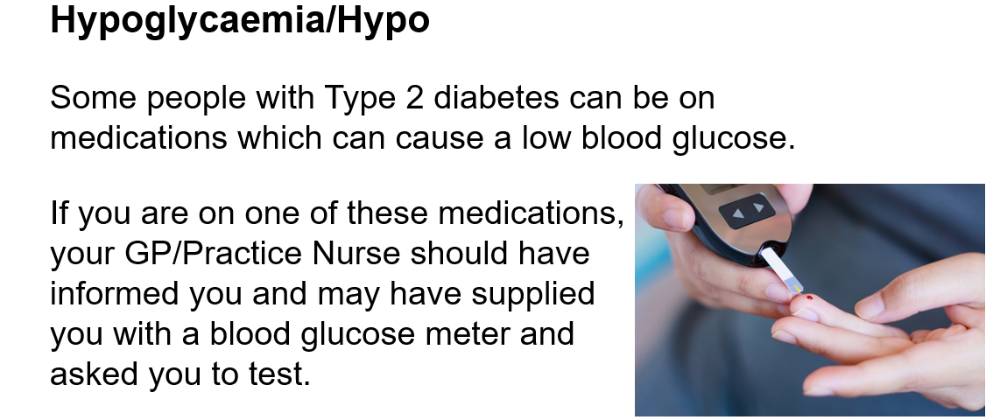 Hypoglycaemia/Hypo
Some people with Type 2 diabetes can be on
medications which can cause a low blood glucose.
If you are on one of these medications,
your GP/Practice Nurse should have
informed you and may have supplied
you with a blood glucose meter and
asked you to test.